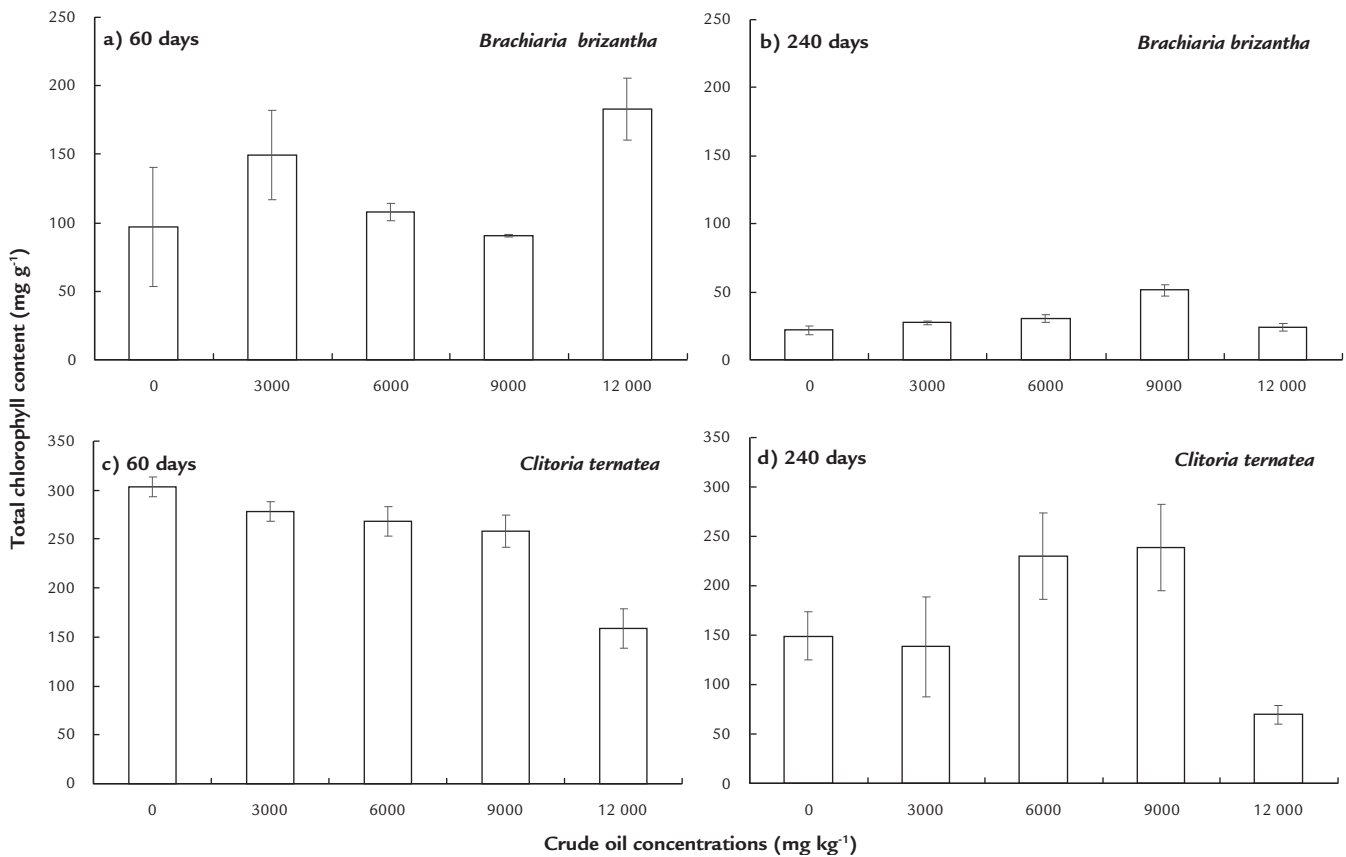 a) 60 days
Brachiaria brizantha
250
200
150
100
50
0
0 3000 6000 9000 12 000
b) 240 days
Brachiaria brizantha
250
200
150
100
50
0
0 3000 6000 9000 12 000
Total chlorophyll content (mg g⁻¹)
c) 60 days
Clitoria ternatea
350
300
250
200
150
100
50
0
0 3000 6000 9000 12 000
d) 240 days
Clitoria ternatea
350
300
250
200
150
100
50
0
0 3000 6000 9000 12 000
Crude oil concentrations (mg kg⁻¹)